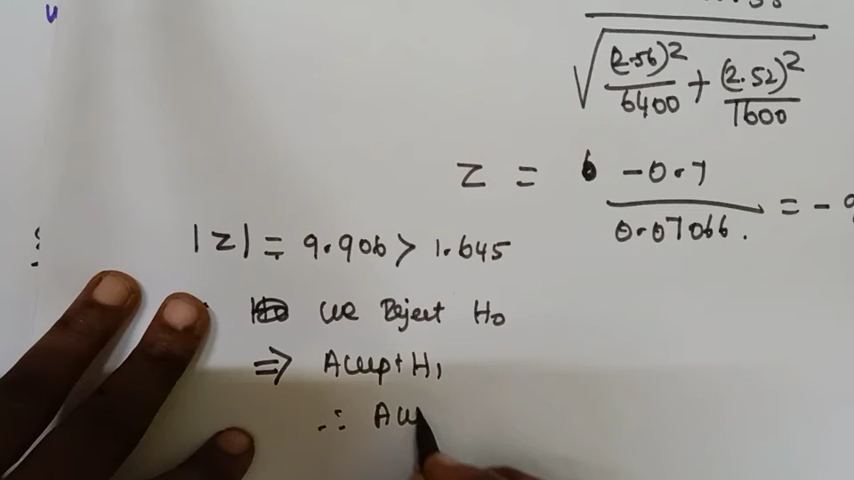 √((2.56)²/6400 + (2.52)²/1600)
z = -0.7/0.07066. = -
|z| = 9.906 > 1.645
we Reject H₀
⇒ Accept H₁
∴ Acc